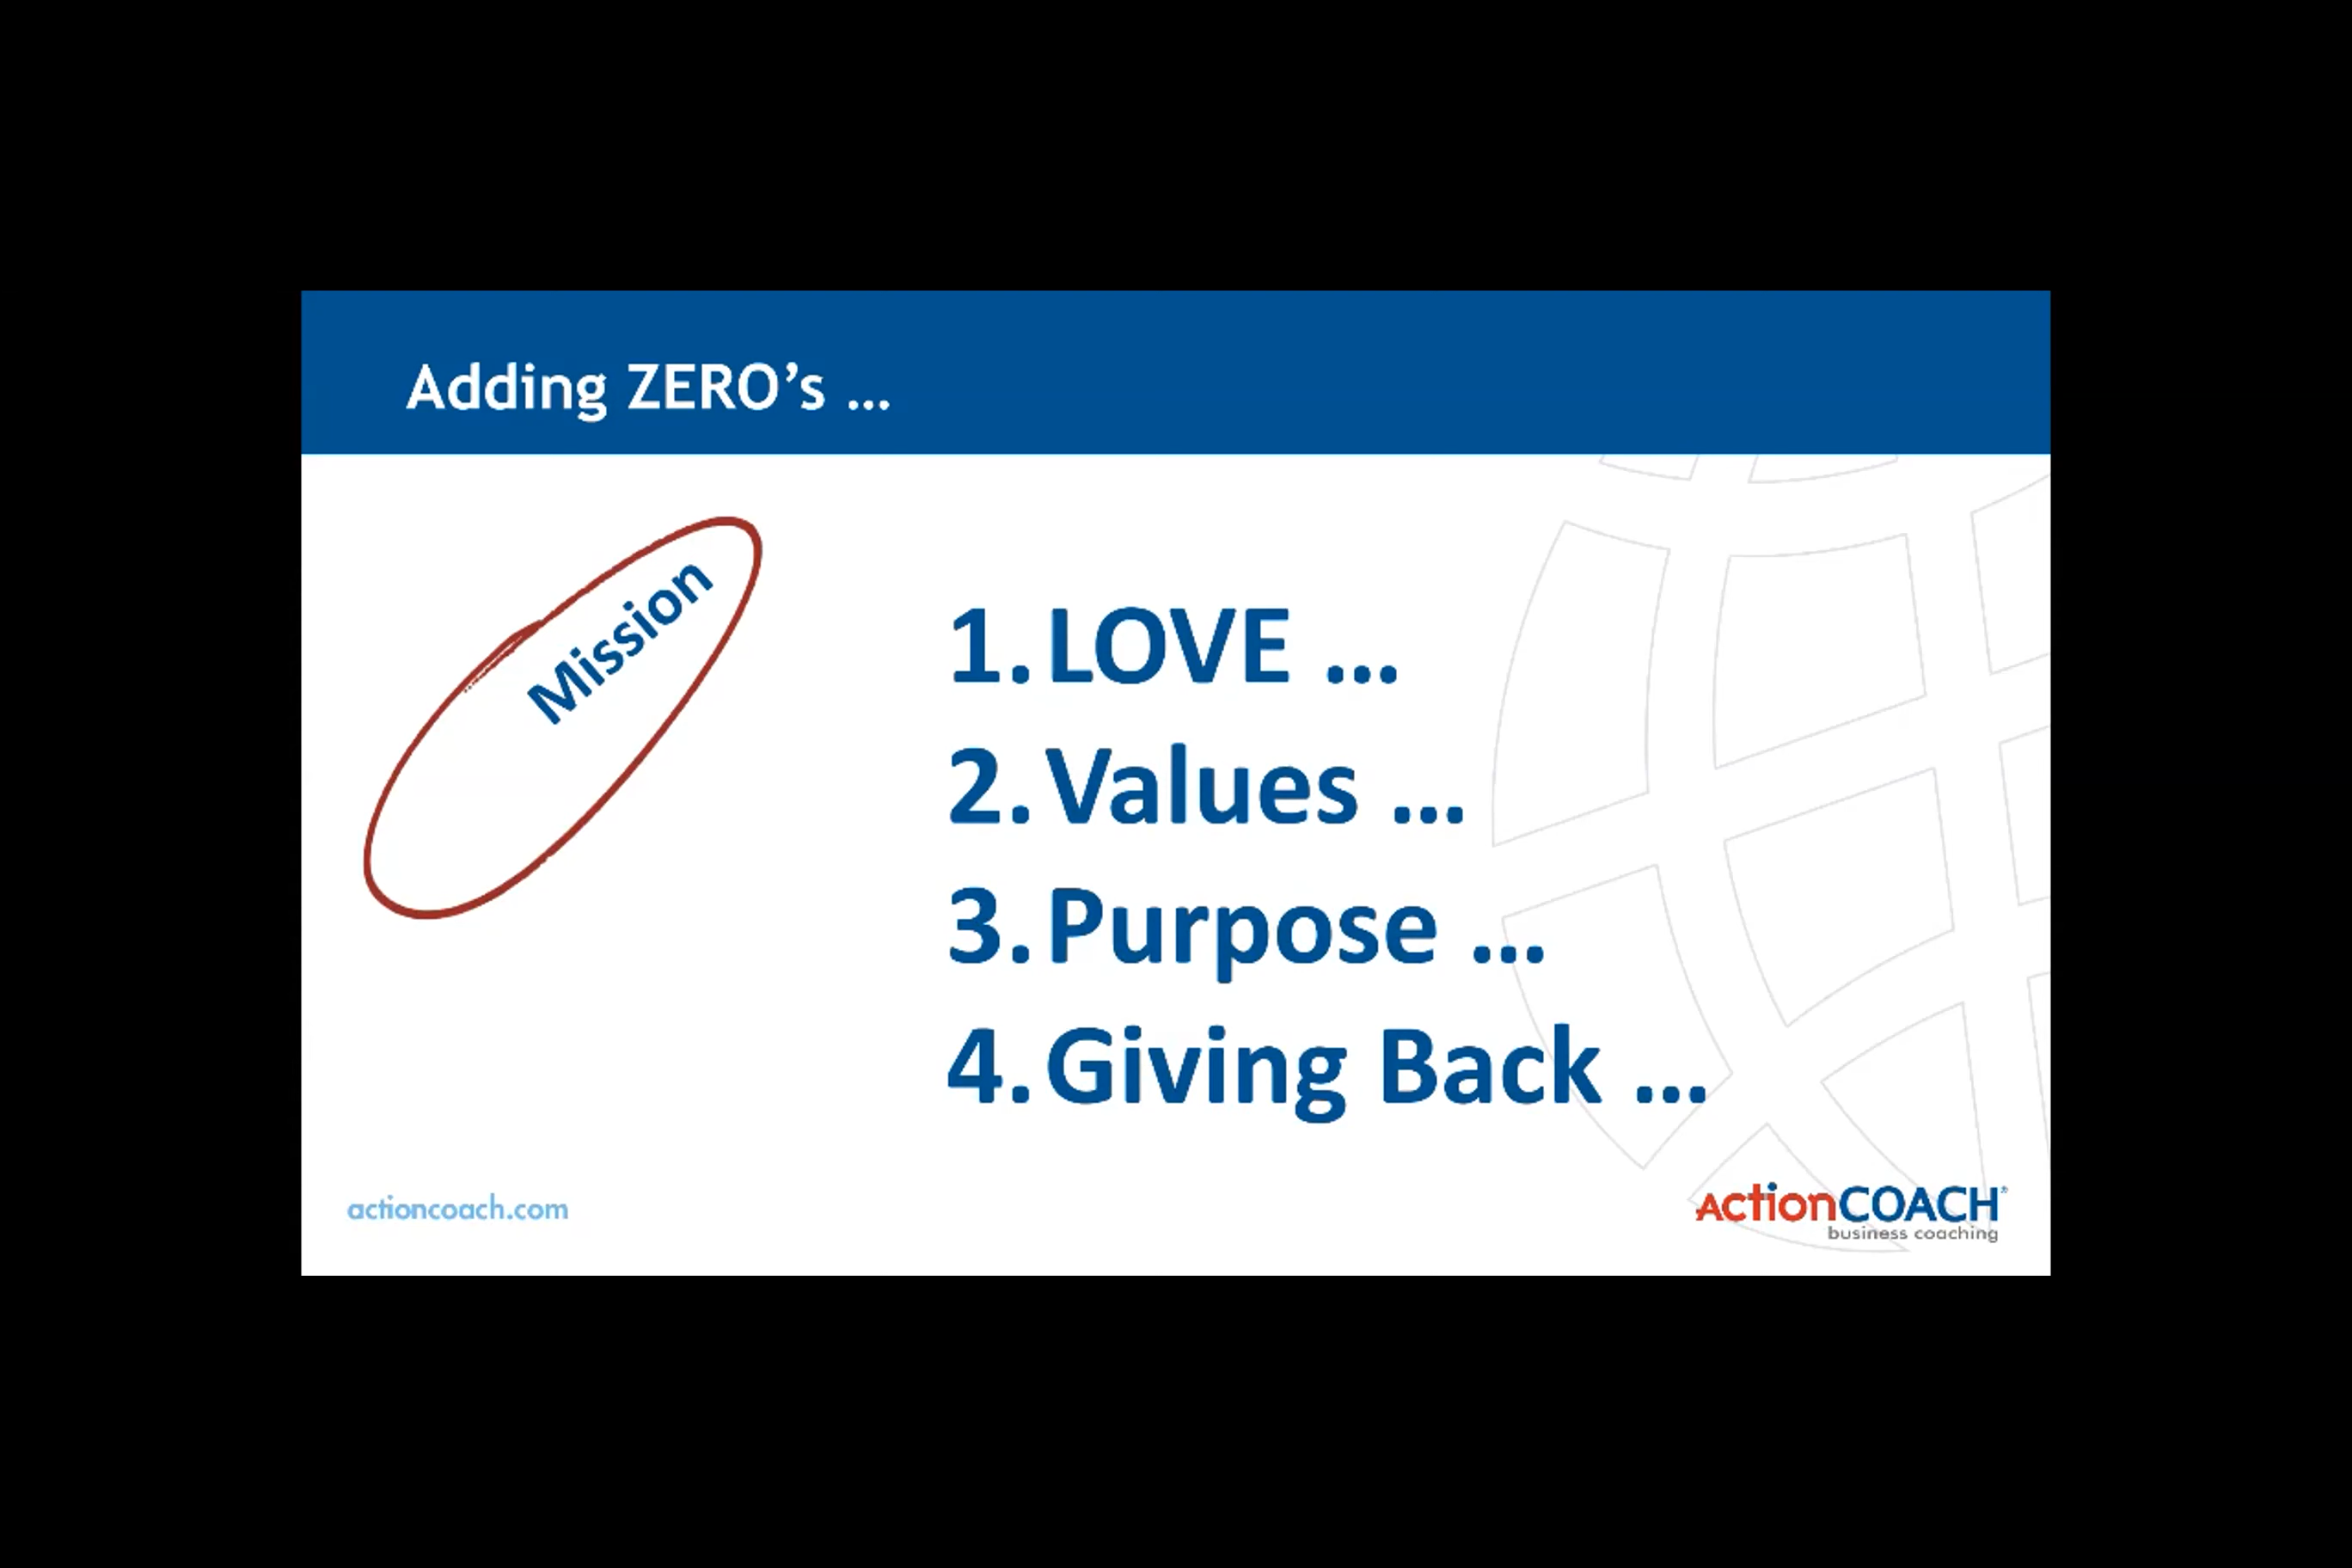 Adding ZERO’s ...
Mission
1. LOVE ...
2. Values ...
3. Purpose ...
4. Giving Back ...
actioncoach.com
ActionCOACH®
business coaching